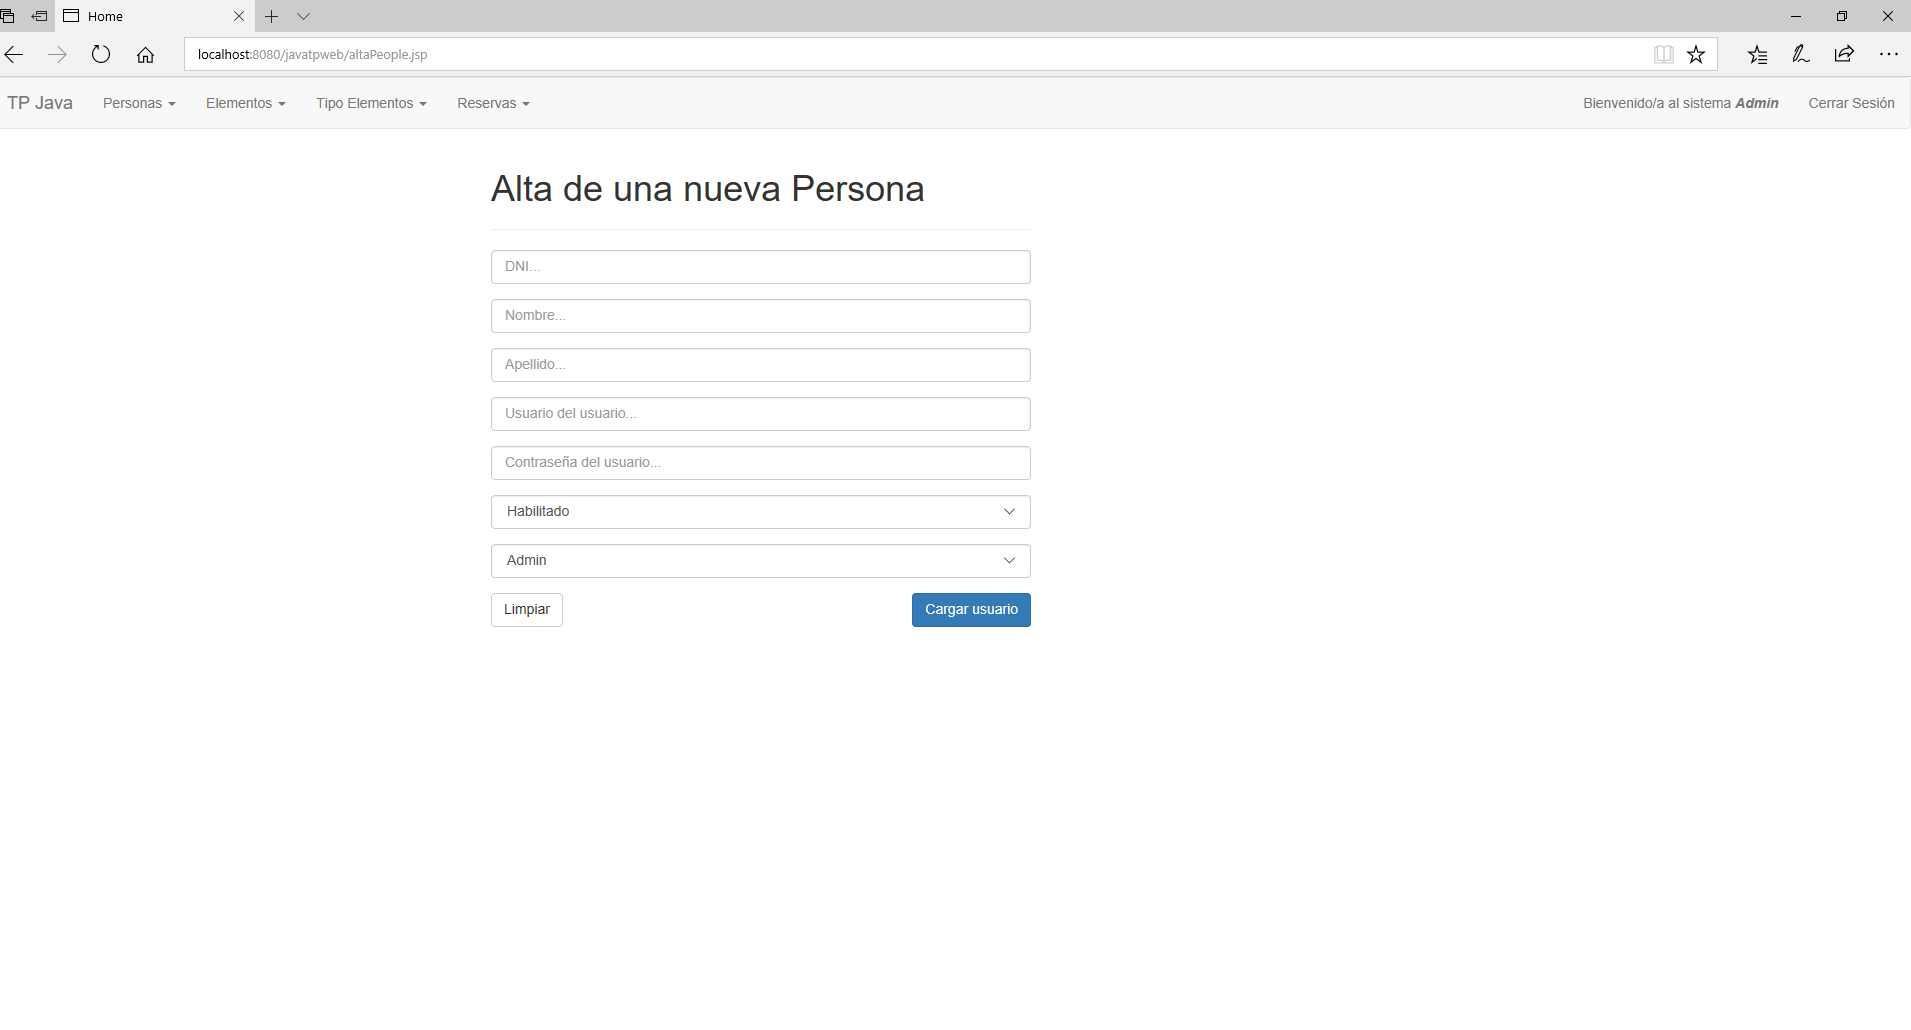 Home
localhost:8080/javatpweb/altaPeople.jsp
TP Java Personas Elementos Tipo Elementos Reservas Bienvenido/a al sistema Admin Cerrar Sesión
Alta de una nueva Persona
DNI...
Nombre...
Apellido...
Usuario del usuario...
Contraseña del usuario...
Habilitado
Admin
Limpiar Cargar usuario